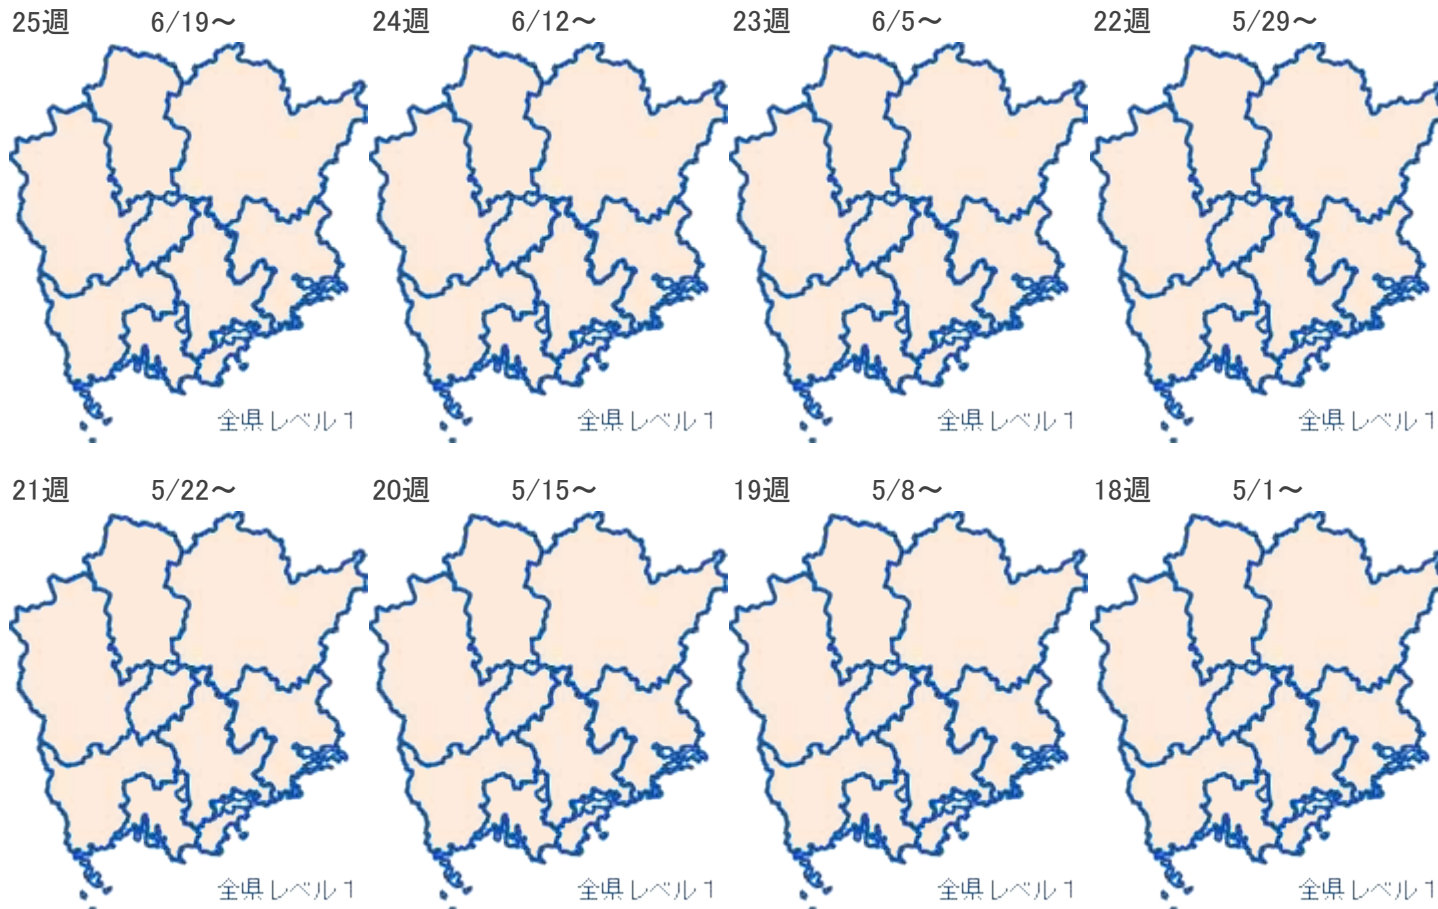 25週 6/19～
24週 6/12～
23週 6/5～
22週 5/29～
全県レベル1
全県レベル1
全県レベル1
全県レベル1
21週 5/22～
20週 5/15～
19週 5/8～
18週 5/1～
全県レベル1
全県レベル1
全県レベル1
全県レベル1